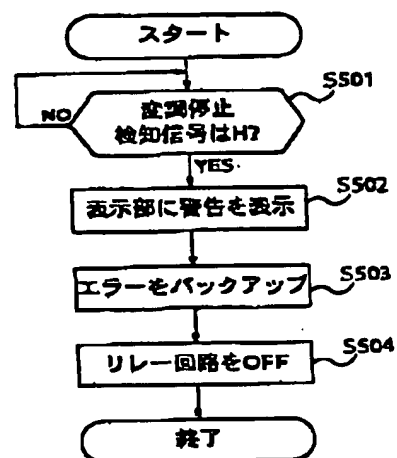 スタート
S501
変調停止
検知信号はH?
NO
YES
S502
表示部に警告を表示
S503
エラーをバックアップ
S504
リレー回路をOFF
終了